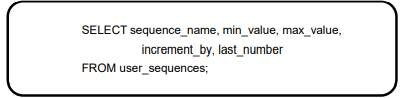 SELECT sequence_name, min_value, max_value,
increment_by, last_number
FROM user_sequences;